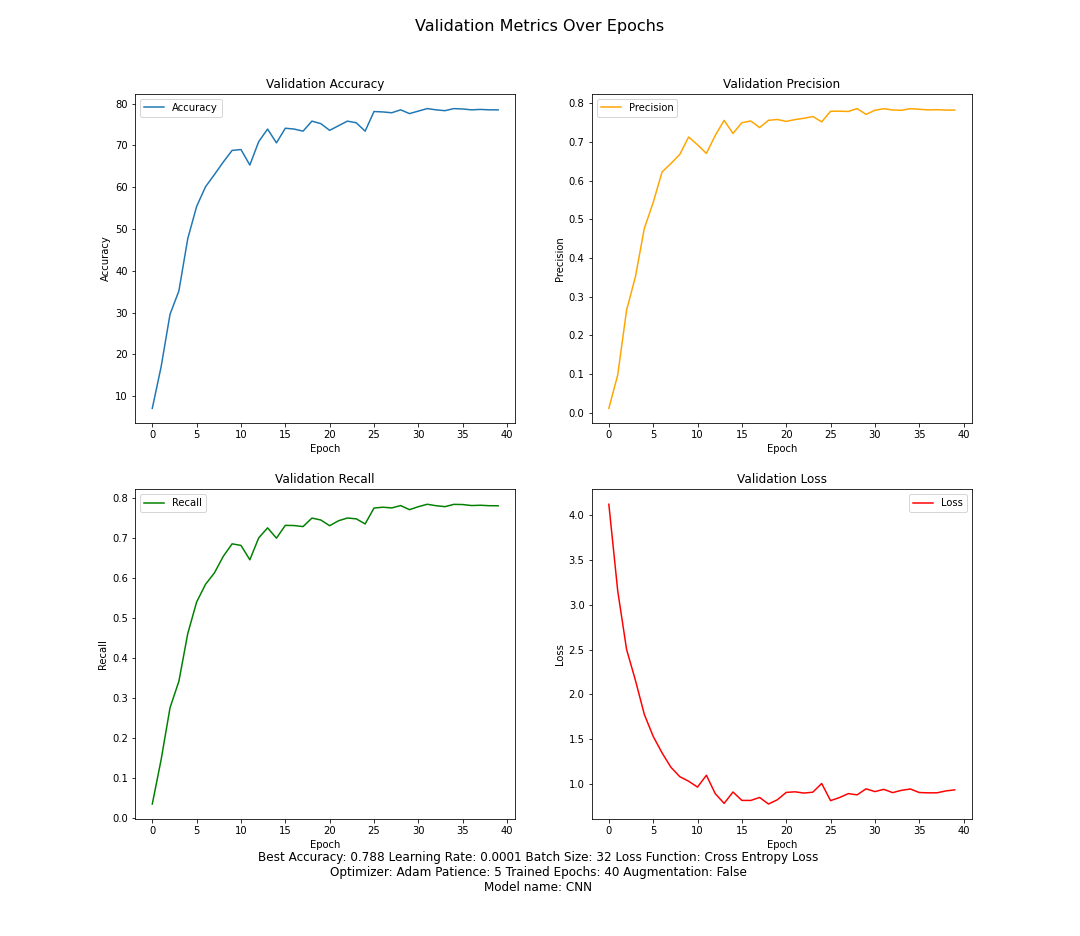 Validation Metrics Over Epochs
Validation Accuracy
Accuracy
80
70
60
50
40
30
20
10
Accuracy
0 5 10 15 20 25 30 35 40
Epoch
Validation Precision
Precision
0.8
0.7
0.6
0.5
0.4
0.3
0.2
0.1
0.0
Precision
0 5 10 15 20 25 30 35 40
Epoch
Validation Recall
Recall
0.8
0.7
0.6
0.5
0.4
0.3
0.2
0.1
0.0
Recall
0 5 10 15 20 25 30 35 40
Epoch
Validation Loss
Loss
4.0
3.5
3.0
2.5
2.0
1.5
1.0
Loss
0 5 10 15 20 25 30 35 40
Epoch
Best Accuracy: 0.788 Learning Rate: 0.0001 Batch Size: 32 Loss Function: Cross Entropy Loss
Optimizer: Adam Patience: 5 Trained Epochs: 40 Augmentation: False
Model name: CNN